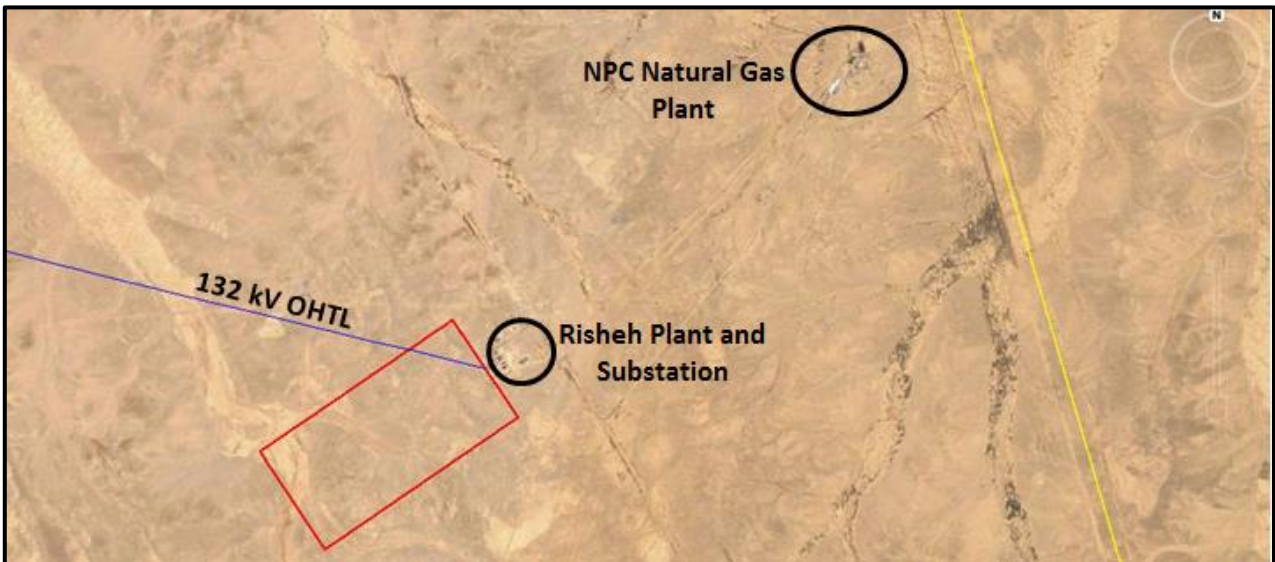 N
NPC Natural Gas
Plant
132 kV OHTL
Risheh Plant and
Substation